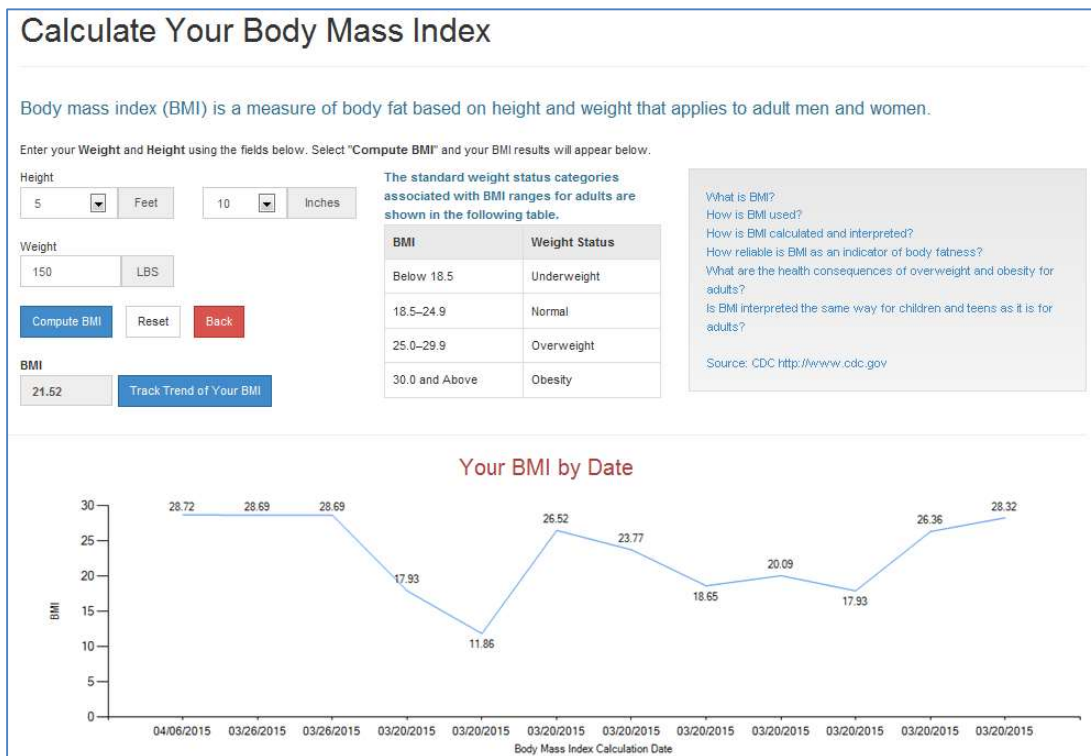 Calculate Your Body Mass Index
Body mass index (BMI) is a measure of body fat based on height and weight that applies to adult men and women.
Enter your Weight and Height using the fields below. Select "Compute BMI" and your BMI results will appear below.
Height
5 Feet 10 Inches
Weight
150 LBS
Compute BMI Reset Back
BMI
21.52 Track Trend of Your BMI
The standard weight status categories
associated with BMI ranges for adults are
shown in the following table.
BMI Weight Status
Below 18.5 Underweight
18.5–24.9 Normal
25.0–29.9 Overweight
30.0 and Above Obesity
What is BMI?
How is BMI used?
How is BMI calculated and interpreted?
How reliable is BMI as an indicator of body fatness?
What are the health consequences of overweight and obesity for
adults?
Is BMI interpreted the same way for children and teens as it is for
adults?
Source: CDC http://www.cdc.gov
Your BMI by Date
BMI
30
25
20
15
10
5
0
28.72 28.69 28.69 17.93 11.86 26.52 23.77 18.65 20.09 17.93 26.36 28.32
04/06/2015 03/26/2015 03/26/2015 03/20/2015 03/20/2015 03/20/2015 03/20/2015 03/20/2015 03/20/2015 03/20/2015 03/20/2015 03/20/2015
Body Mass Index Calculation Date